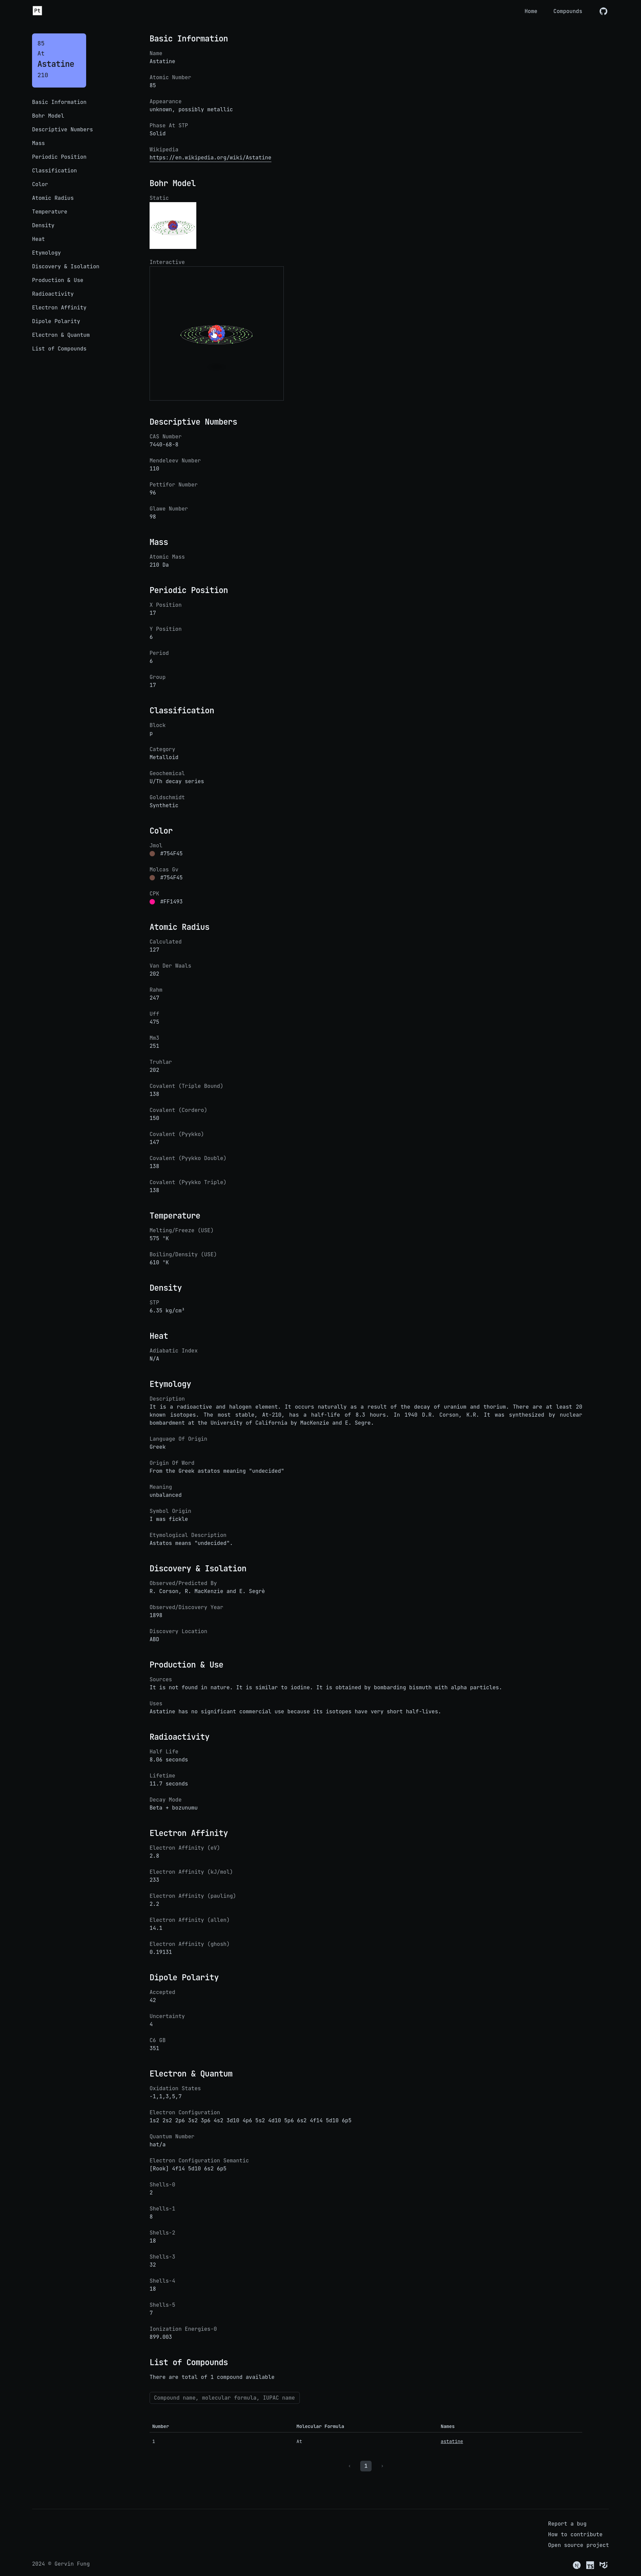 Pt
Home
Compounds
85
At
Astatine
210
Basic Information
Bohr Model
Descriptive Numbers
Mass
Periodic Position
Classification
Color
Atomic Radius
Temperature
Density
Heat
Etymology
Discovery & Isolation
Production & Use
Radioactivity
Electron Affinity
Dipole Polarity
Electron & Quantum
List of Compounds
Basic Information
Name
Astatine
Atomic Number
85
Appearance
unknown, possibly metallic
Phase At STP
Solid
Wikipedia
https://en.wikipedia.org/wiki/Astatine
Bohr Model
Static
Interactive
Descriptive Numbers
CAS Number
7440-68-8
Mendeleev Number
110
Pettifor Number
96
Glawe Number
98
Mass
Atomic Mass
210 Da
Periodic Position
X Position
17
Y Position
6
Period
6
Group
17
Classification
Block
p
Category
Metalloid
Geochemical
U/Th decay series
Goldschmidt
Synthetic
Color
Jmol
#754F45
Molcas Gv
#754F45
CPK
#FF1493
Atomic Radius
Calculated
127
Van Der Waals
202
Rahm
247
Uff
475
Mm3
251
Truhlar
202
Covalent (Triple Bound)
138
Covalent (Cordero)
150
Covalent (Pyykko)
147
Covalent (Pyykko Double)
138
Covalent (Pyykko Triple)
138
Temperature
Melting/Freeze (USE)
575 °K
Boiling/Density (USE)
610 °K
Density
STP
6.35 kg/cm³
Heat
Adiabatic Index
N/A
Etymology
Description
It is a radioactive and halogen element. It occurs naturally as a result of the decay of uranium and thorium. There are at least 20
known isotopes. The most stable, At-210, has a half-life of 8.3 hours. In 1940 D.R. Corson, K.R. It was synthesized by nuclear
bombardment at the University of California by MacKenzie and E. Segre.
Language Of Origin
Greek
Origin Of Word
From the Greek astatos meaning "undecided"
Meaning
unbalanced
Symbol Origin
I was fickle
Etymological Description
Astatos means "undecided".
Discovery & Isolation
Observed/Predicted By
R. Corson, R. MacKenzie and E. Segrè
Observed/Discovery Year
1898
Discovery Location
ABD
Production & Use
Sources
It is not found in nature. It is similar to iodine. It is obtained by bombarding bismuth with alpha particles.
Uses
Astatine has no significant commercial use because its isotopes have very short half-lives.
Radioactivity
Half Life
8.06 seconds
Lifetime
11.7 seconds
Decay Mode
Beta + bozunumu
Electron Affinity
Electron Affinity (eV)
2.8
Electron Affinity (kJ/mol)
233
Electron Affinity (pauling)
2.2
Electron Affinity (allen)
14.1
Electron Affinity (ghosh)
0.19131
Dipole Polarity
Accepted
42
Uncertainty
4
C6 GB
351
Electron & Quantum
Oxidation States
-1,1,3,5,7
Electron Configuration
1s2 2s2 2p6 3s2 3p6 4s2 3d10 4p6 5s2 4d10 5p6 6s2 4f14 5d10 6p5
Quantum Number
hat/a
Electron Configuration Semantic
[Rook] 4f14 5d10 6s2 6p5
Shells-0
2
Shells-1
8
Shells-2
18
Shells-3
32
Shells-4
18
Shells-5
7
Ionization Energies-0
899.003
List of Compounds
There are total of 1 compound available
Compound name, molecular formula, IUPAC name
Number Molecular Formula Names
1 At astatine
‹ 1 ›
Report a bug
How to contribute
Open source project
2024 © Gervin Fung